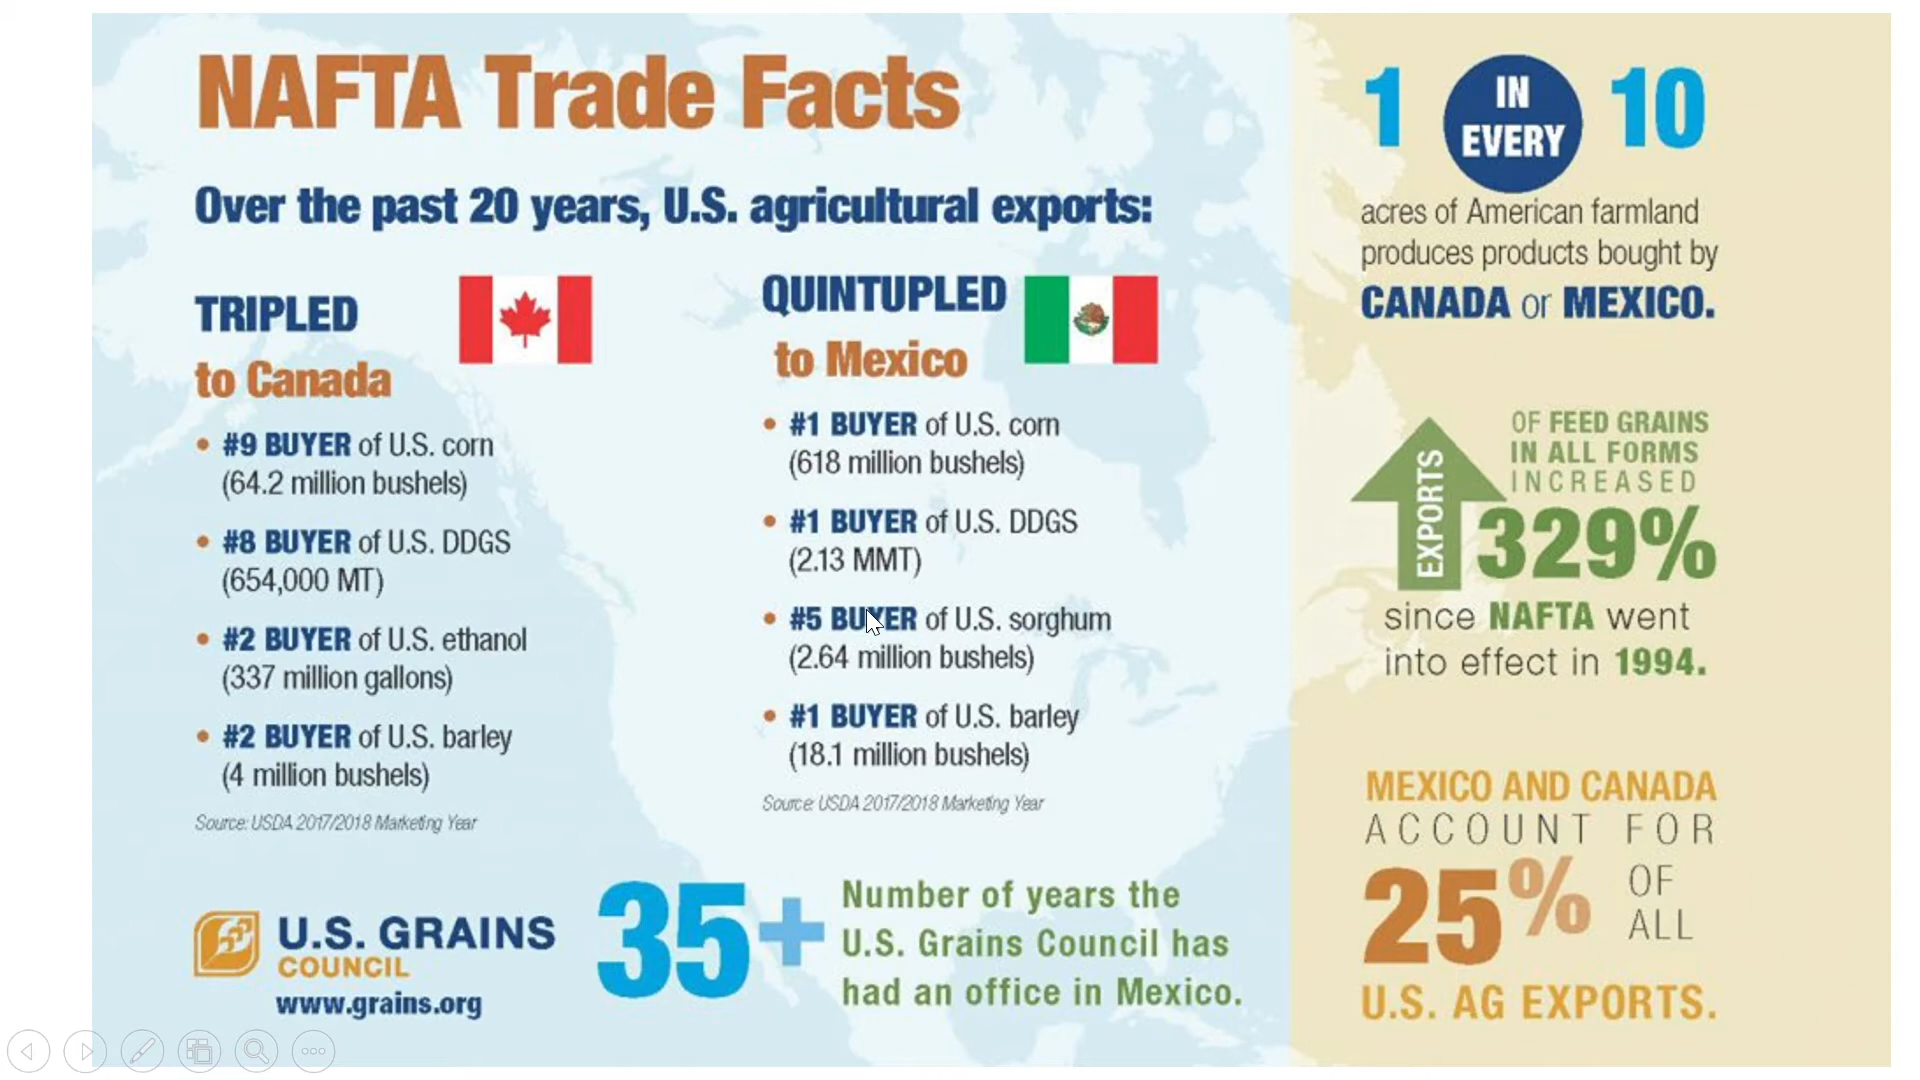 NAFTA Trade Facts
Over the past 20 years, U.S. agricultural exports:
TRIPLED
to Canada
• #9 BUYER of U.S. corn
(64.2 million bushels)
• #8 BUYER of U.S. DDGS
(654,000 MT)
• #2 BUYER of U.S. ethanol
(337 million gallons)
• #2 BUYER of U.S. barley
(4 million bushels)
Source: USDA 2017/2018 Marketing Year
QUINTUPLED
to Mexico
• #1 BUYER of U.S. corn
(618 million bushels)
• #1 BUYER of U.S. DDGS
(2.13 MMT)
• #5 BUYER of U.S. sorghum
(2.64 million bushels)
• #1 BUYER of U.S. barley
(18.1 million bushels)
Source: USDA 2017/2018 Marketing Year
U.S. GRAINS
COUNCIL
www.grains.org
35+
Number of years the
U.S. Grains Council has
had an office in Mexico.
1 IN EVERY 10
acres of American farmland
produces products bought by
CANADA or MEXICO.
EXPORTS
OF FEED GRAINS
IN ALL FORMS
INCREASED
329%
since NAFTA went
into effect in 1994.
MEXICO AND CANADA
ACCOUNT FOR
25% OF ALL
U.S. AG EXPORTS.